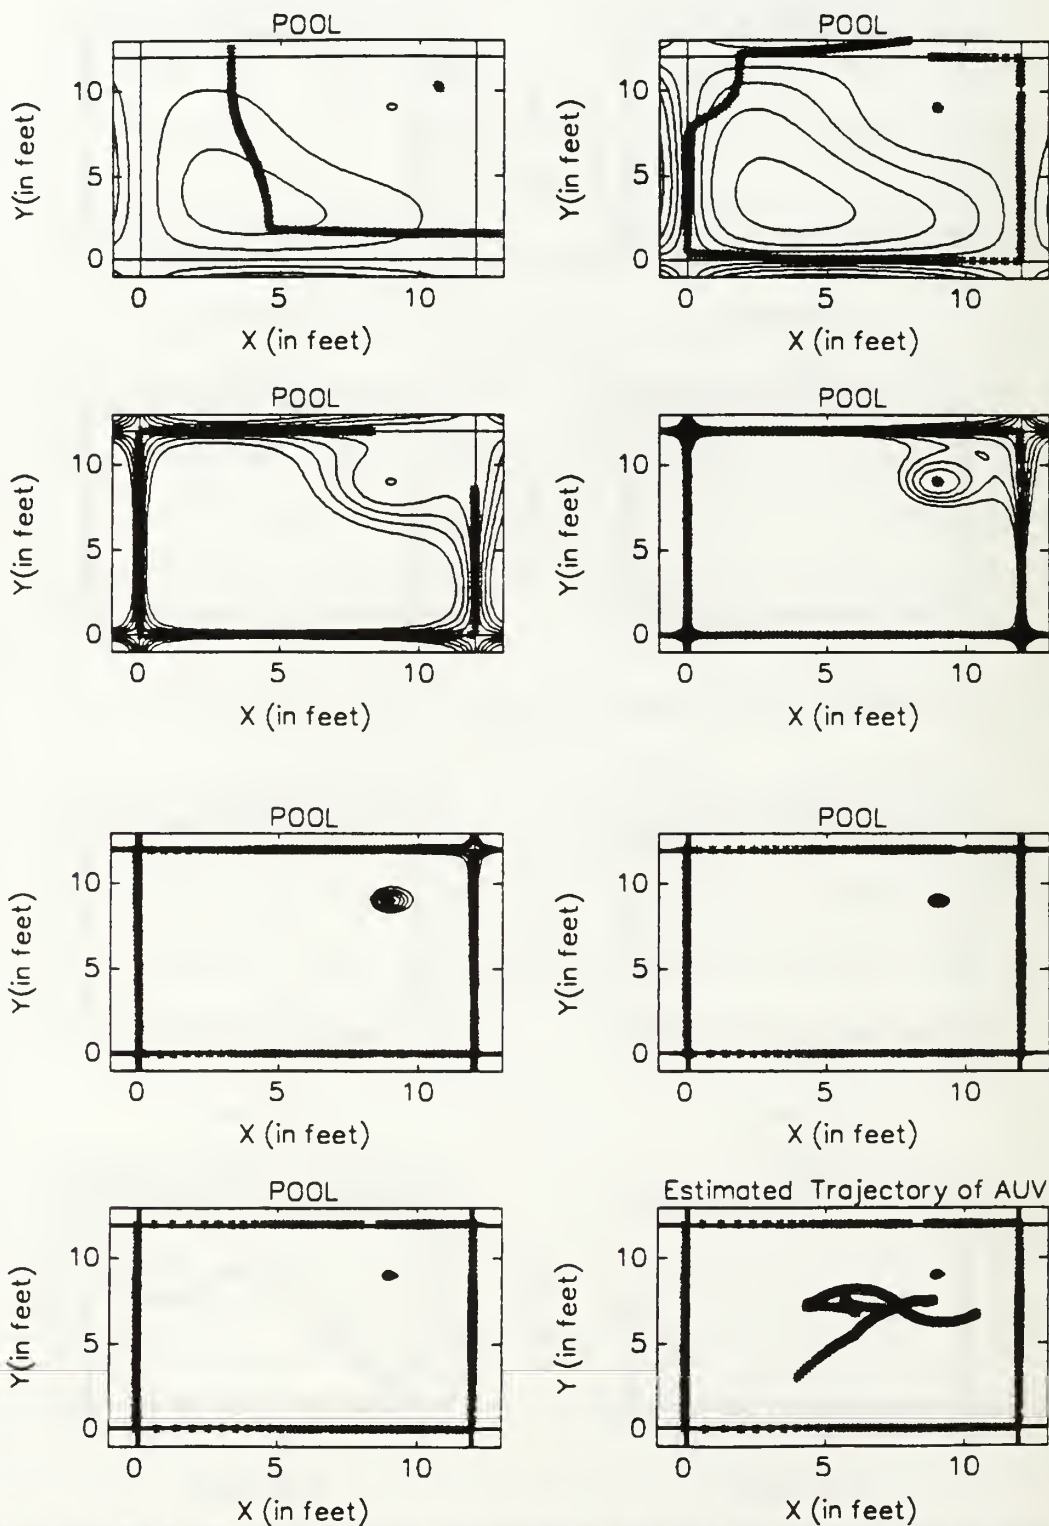 POOL
POOL
Y(in feet)
10
5
0
0 5 10
X (in feet)
Y(in feet)
10
5
0
0 5 10
X (in feet)
POOL
POOL
Y(in feet)
10
5
0
0 5 10
X (in feet)
Y(in feet)
10
5
0
0 5 10
X (in feet)
POOL
POOL
Y(in feet)
10
5
0
0 5 10
X (in feet)
Y(in feet)
10
5
0
0 5 10
X (in feet)
POOL
Estimated Trajectory of AUV
Y(in feet)
10
5
0
0 5 10
X (in feet)
Y (in feet)
10
5
0
0 5 10
X (in feet)